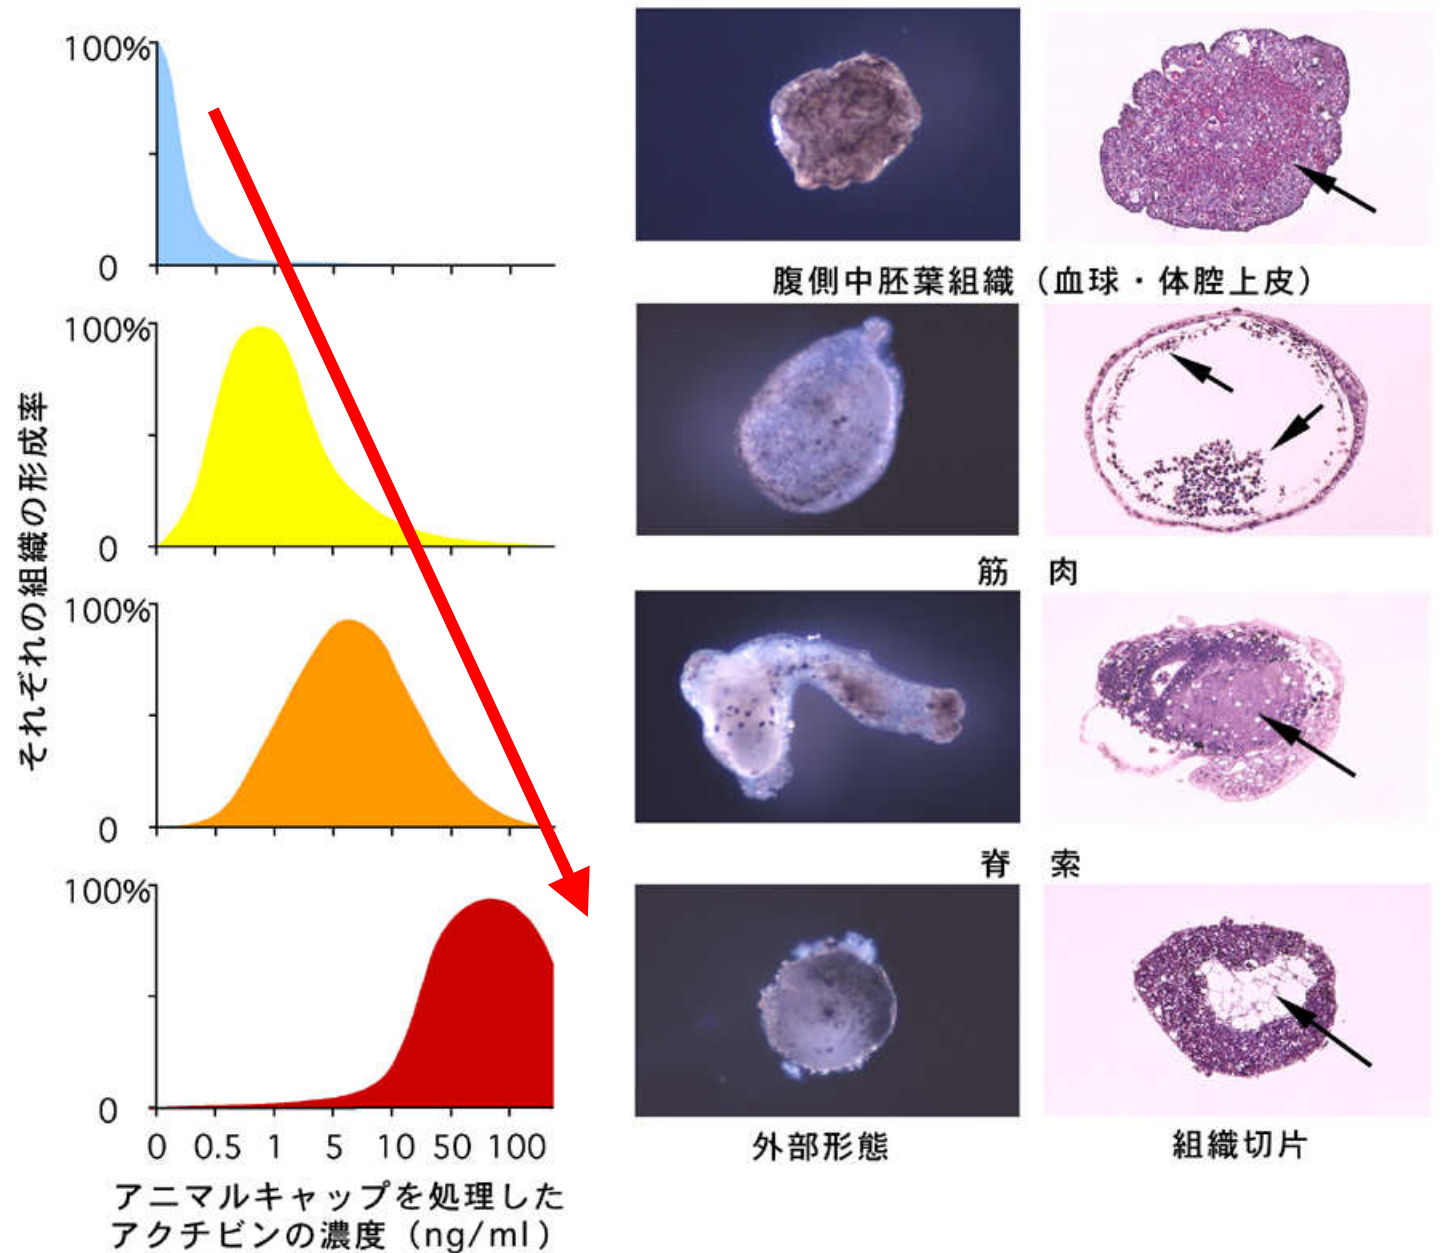 それぞれの組織の形成率
100%
0
腹側中胚葉組織（血球・体腔上皮）
100%
0
筋 肉
100%
0
脊 索
100%
0
0 0.5 1 5 10 50 100
外部形態 組織切片
アニマルキャップを処理した
アクチビンの濃度（ng/ml）